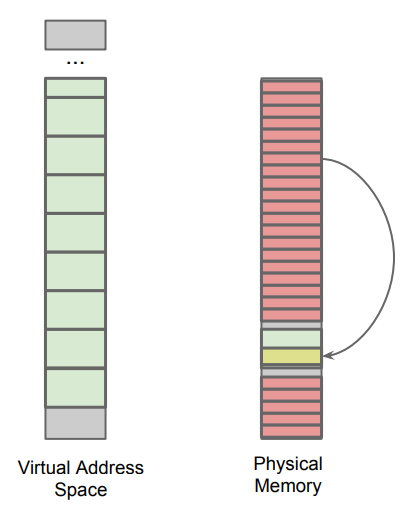 ...
Virtual Address
Space
Physical
Memory